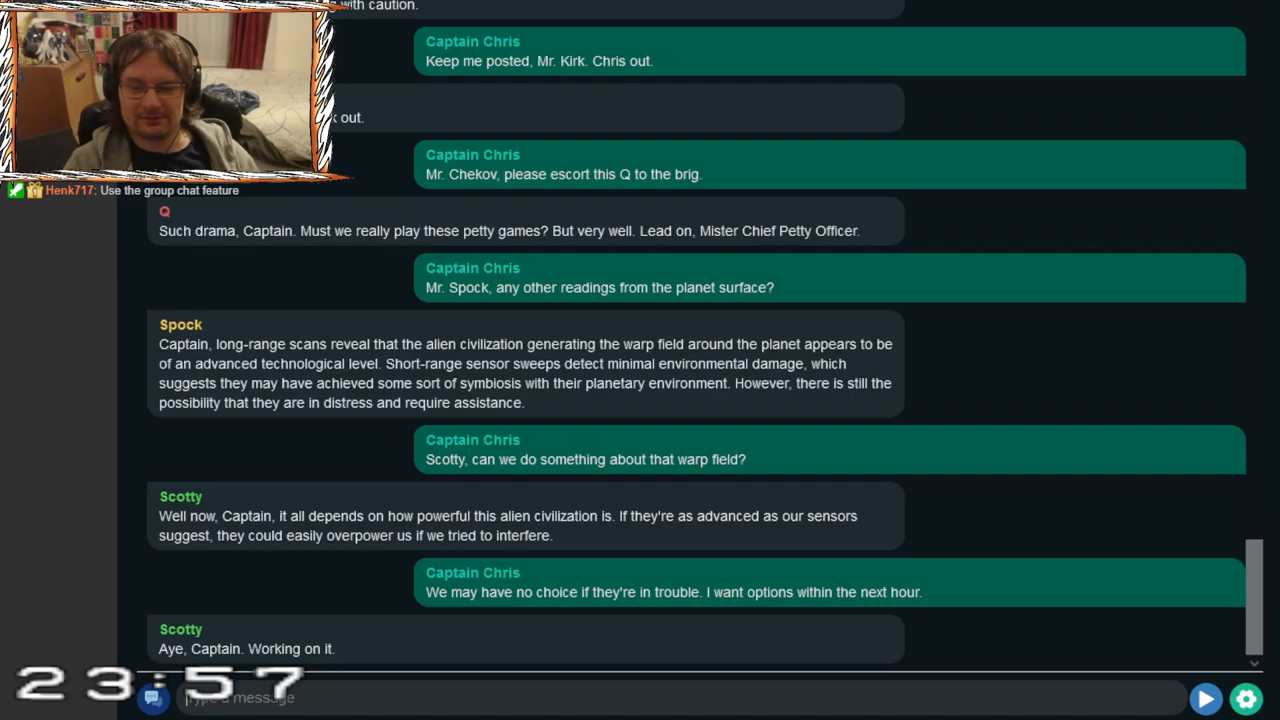 with caution.
Captain Chris
Keep me posted, Mr. Kirk. Chris out.
out.
Captain Chris
Mr. Chekov, please escort this Q to the brig.
Henk717: Use the group chat feature
Q
Such drama, Captain. Must we really play these petty games? But very well. Lead on, Mister Chief Petty Officer.
Captain Chris
Mr. Spock, any other readings from the planet surface?
Spock
Captain, long-range scans reveal that the alien civilization generating the warp field around the planet appears to be
of an advanced technological level. Short-range sensor sweeps detect minimal environmental damage, which
suggests they may have achieved some sort of symbiosis with their planetary environment. However, there is still the
possibility that they are in distress and require assistance.
Captain Chris
Scotty, can we do something about that warp field?
Scotty
Well now, Captain, it all depends on how powerful this alien civilization is. If they're as advanced as our sensors
suggest, they could easily overpower us if we tried to interfere.
Captain Chris
We may have no choice if they're in trouble. I want options within the next hour.
Scotty
Aye, Captain. Working on it.
23:57
Type a message